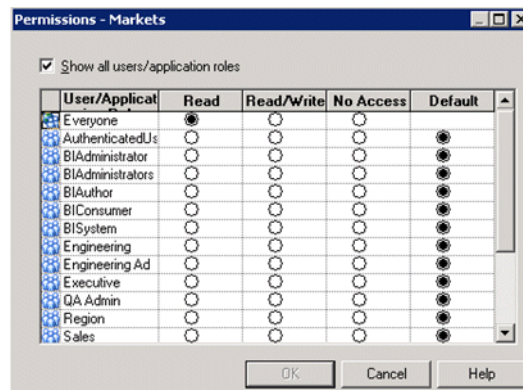 Permissions - Markets
Show all users/application roles
User/Applicat Read Read/Write No Access Default
Everyone
AuthenticatedUs
BIAdministrator
BIAdministrators
BIAuthor
BIConsumer
BISystem
Engineering
Engineering Ad
Executive
QA Admin
Region
Sales
OK Cancel Help